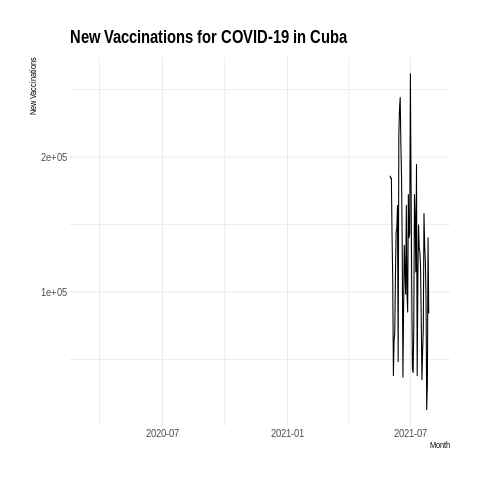 New Vaccinations for COVID-19 in Cuba
New Vaccinations
2e+05
1e+05
2020-07
2021-01
2021-07
Month